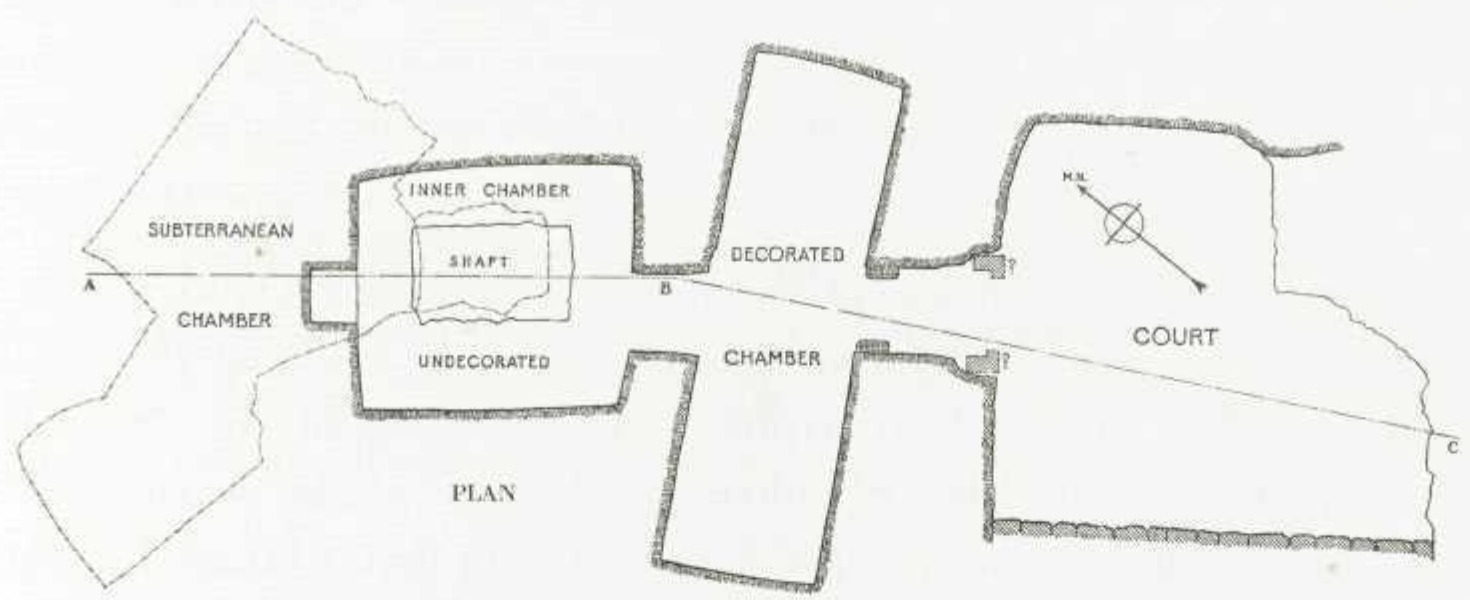 M.N.
INNER CHAMBER
SUBTERRANEAN
SHAFT
DECORATED
?
A
B
CHAMBER
UNDECORATED
CHAMBER
?
COURT
C
PLAN